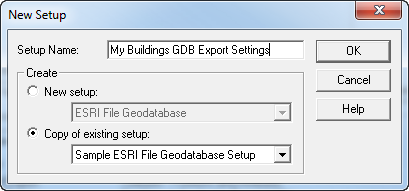 New Setup
Setup Name: My Buildings GDB Export Settings
OK
Create
Cancel
New setup:
Help
ESRI File Geodatabase
Copy of existing setup:
Sample ESRI File Geodatabase Setup